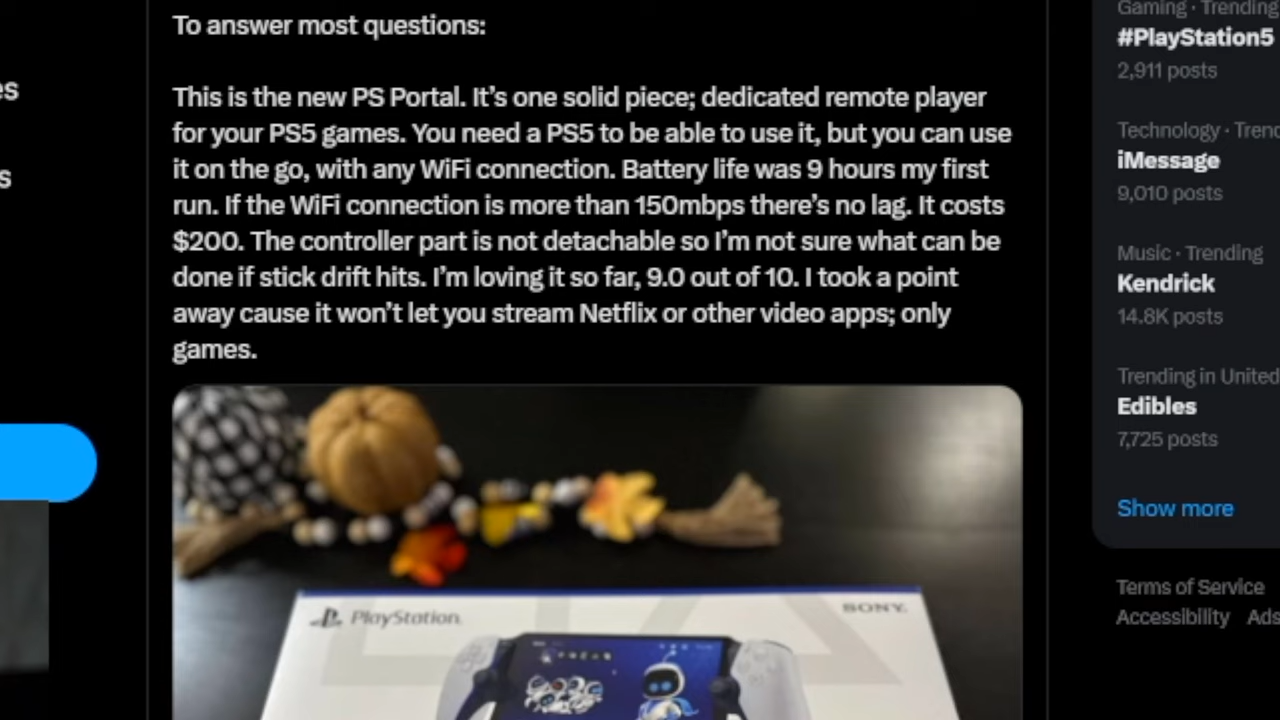 To answer most questions:
This is the new PS Portal. It’s one solid piece; dedicated remote player
for your PS5 games. You need a PS5 to be able to use it, but you can use
it on the go, with any WiFi connection. Battery life was 9 hours my first
run. If the WiFi connection is more than 150mbps there’s no lag. It costs
$200. The controller part is not detachable so I’m not sure what can be
done if stick drift hits. I’m loving it so far, 9.0 out of 10. I took a point
away cause it won’t let you stream Netflix or other video apps; only
games.
PlayStation
SONY
Gaming · Trending
#PlayStation5
2,911 posts
Technology · Trend
iMessage
9,010 posts
Music · Trending
Kendrick
14.8K posts
Trending in United
Edibles
7,725 posts
Show more
Terms of Service
Accessibility Ads